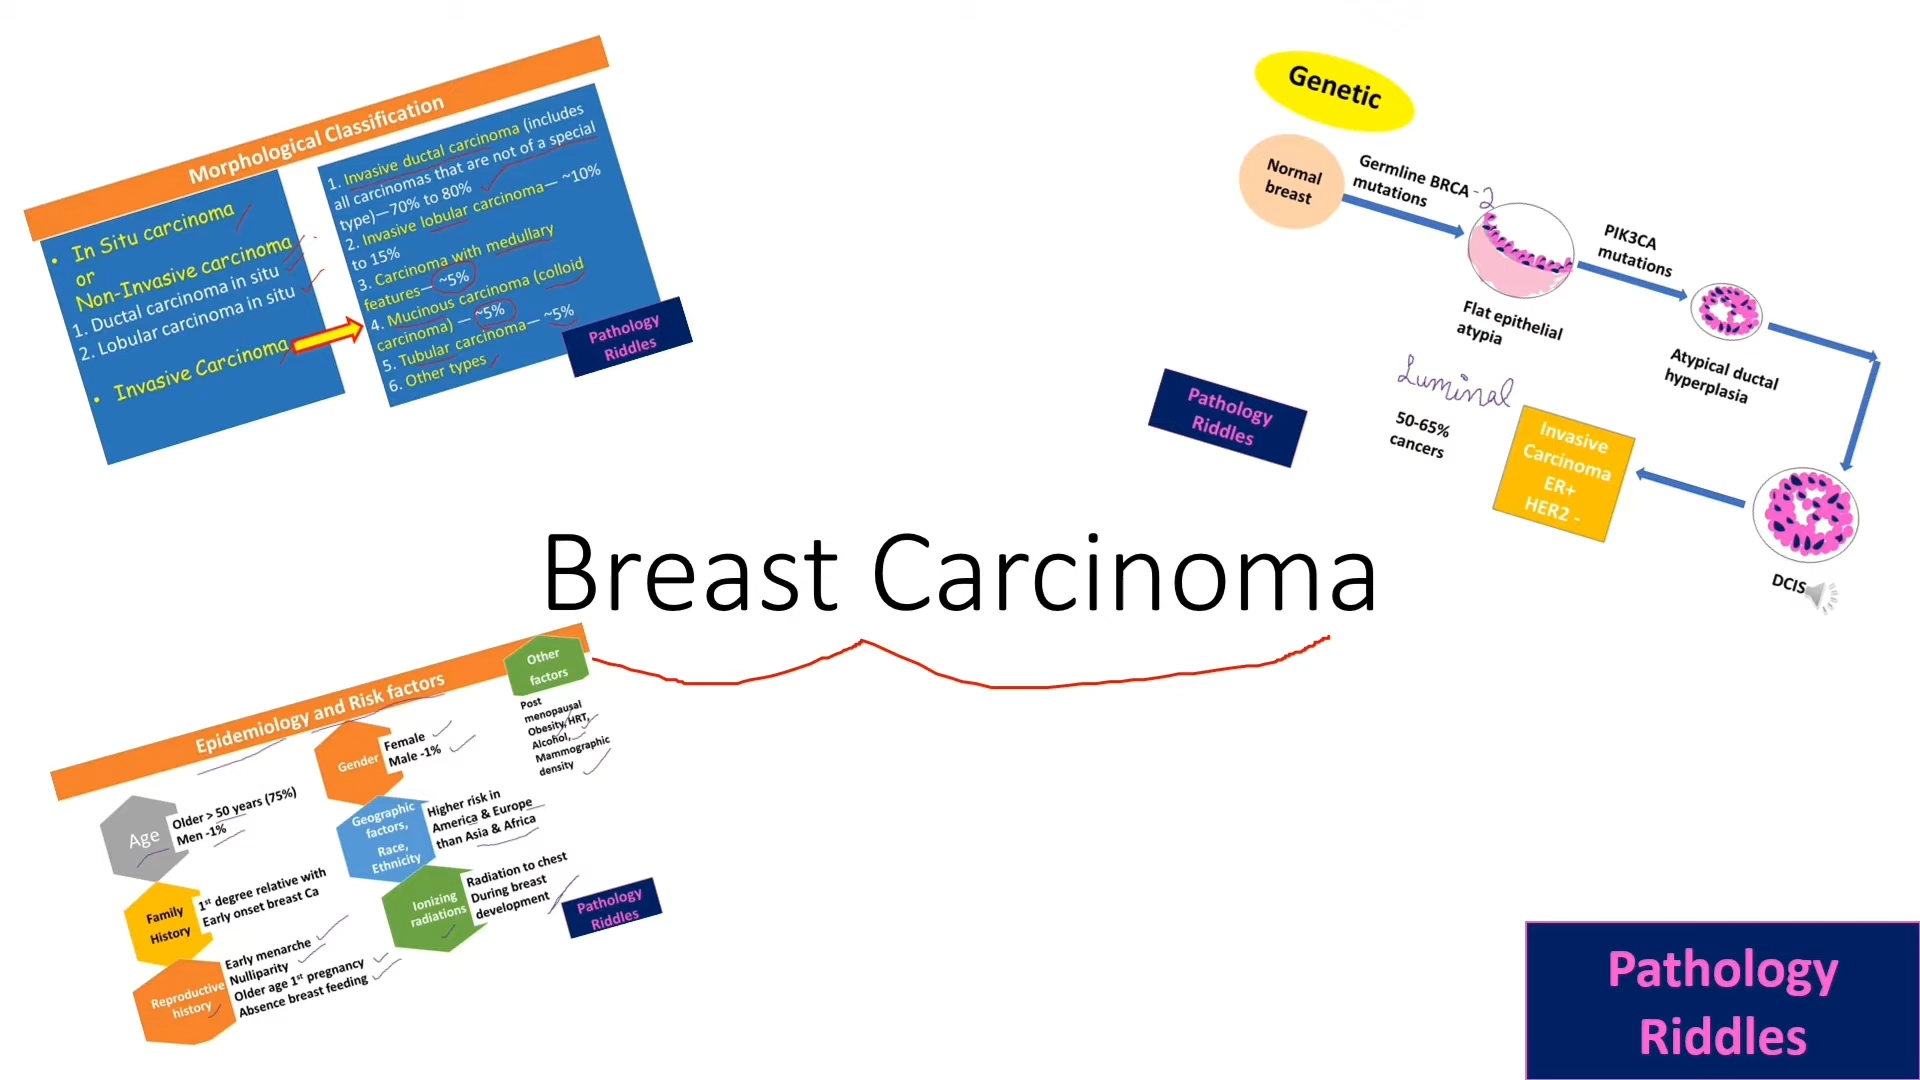 Morphological Classification
• In Situ carcinoma
or
Non-Invasive carcinoma
1. Ductal carcinoma in situ
2. Lobular carcinoma in situ
• Invasive Carcinoma
1. Invasive ductal carcinoma (includes
all carcinomas that are not of a special
type)—70% to 80%
2. Invasive lobular carcinoma— ~10%
to 15%
3. Carcinoma with medullary
features— ~5%
4. Mucinous carcinoma (colloid
carcinoma) — ~5%
5. Tubular carcinoma— ~5%
6. Other types
Pathology
Riddles
Genetic
Normal
breast
Germline BRCA - 2
mutations
Flat epithelial
atypia
PIK3CA
mutations
Atypical ductal
hyperplasia
DCIS
Invasive
Carcinoma
ER+
HER2 -
Luminal
50-65%
cancers
Pathology
Riddles
Breast Carcinoma
Epidemiology and Risk factors
Age
Older > 50 years (75%)
Men -1%
Family
History
1st degree relative with
Early onset breast Ca
Reproductive
history
Early menarche
Nulliparity
Older age 1st pregnancy
Absence breast feeding
Gender
Female
Male -1%
Geographic
factors,
Race,
Ethnicity
Higher risk in
America & Europe
than Asia & Africa
Ionizing
radiations
Radiation to chest
During breast
development
Other
factors
Post
menopausal
Obesity, HRT,
Alcohol,
Mammographic
density
Pathology
Riddles
Pathology
Riddles